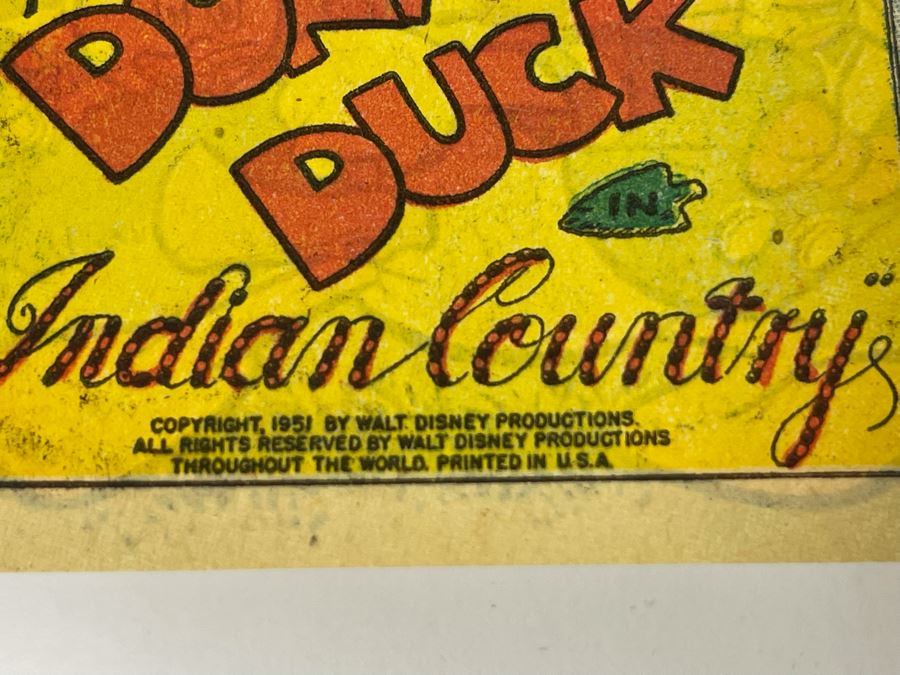 DUCK
IN
Indian Country"
COPYRIGHT, 1951 BY WALT DISNEY PRODUCTIONS.
ALL RIGHTS RESERVED BY WALT DISNEY PRODUCTIONS
THROUGHOUT THE WORLD. PRINTED IN U.S.A.